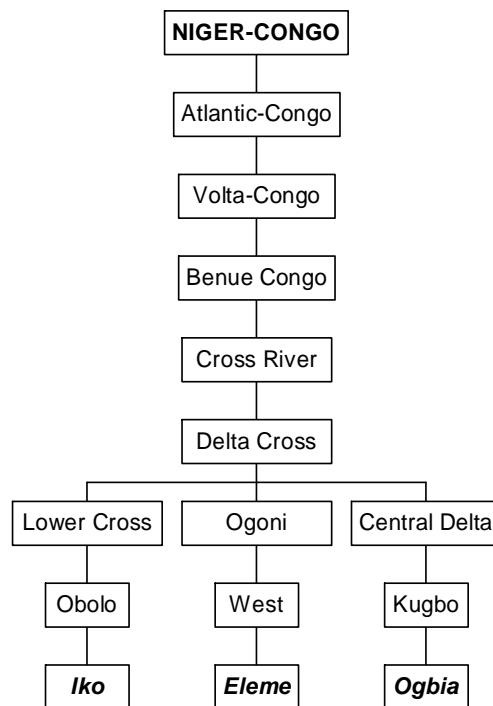 NIGER-CONGO
Atlantic-Congo
Volta-Congo
Benue Congo
Cross River
Delta Cross
Lower Cross Ogoni Central Delta
Obolo West Kugbo
Iko Eleme Ogbia